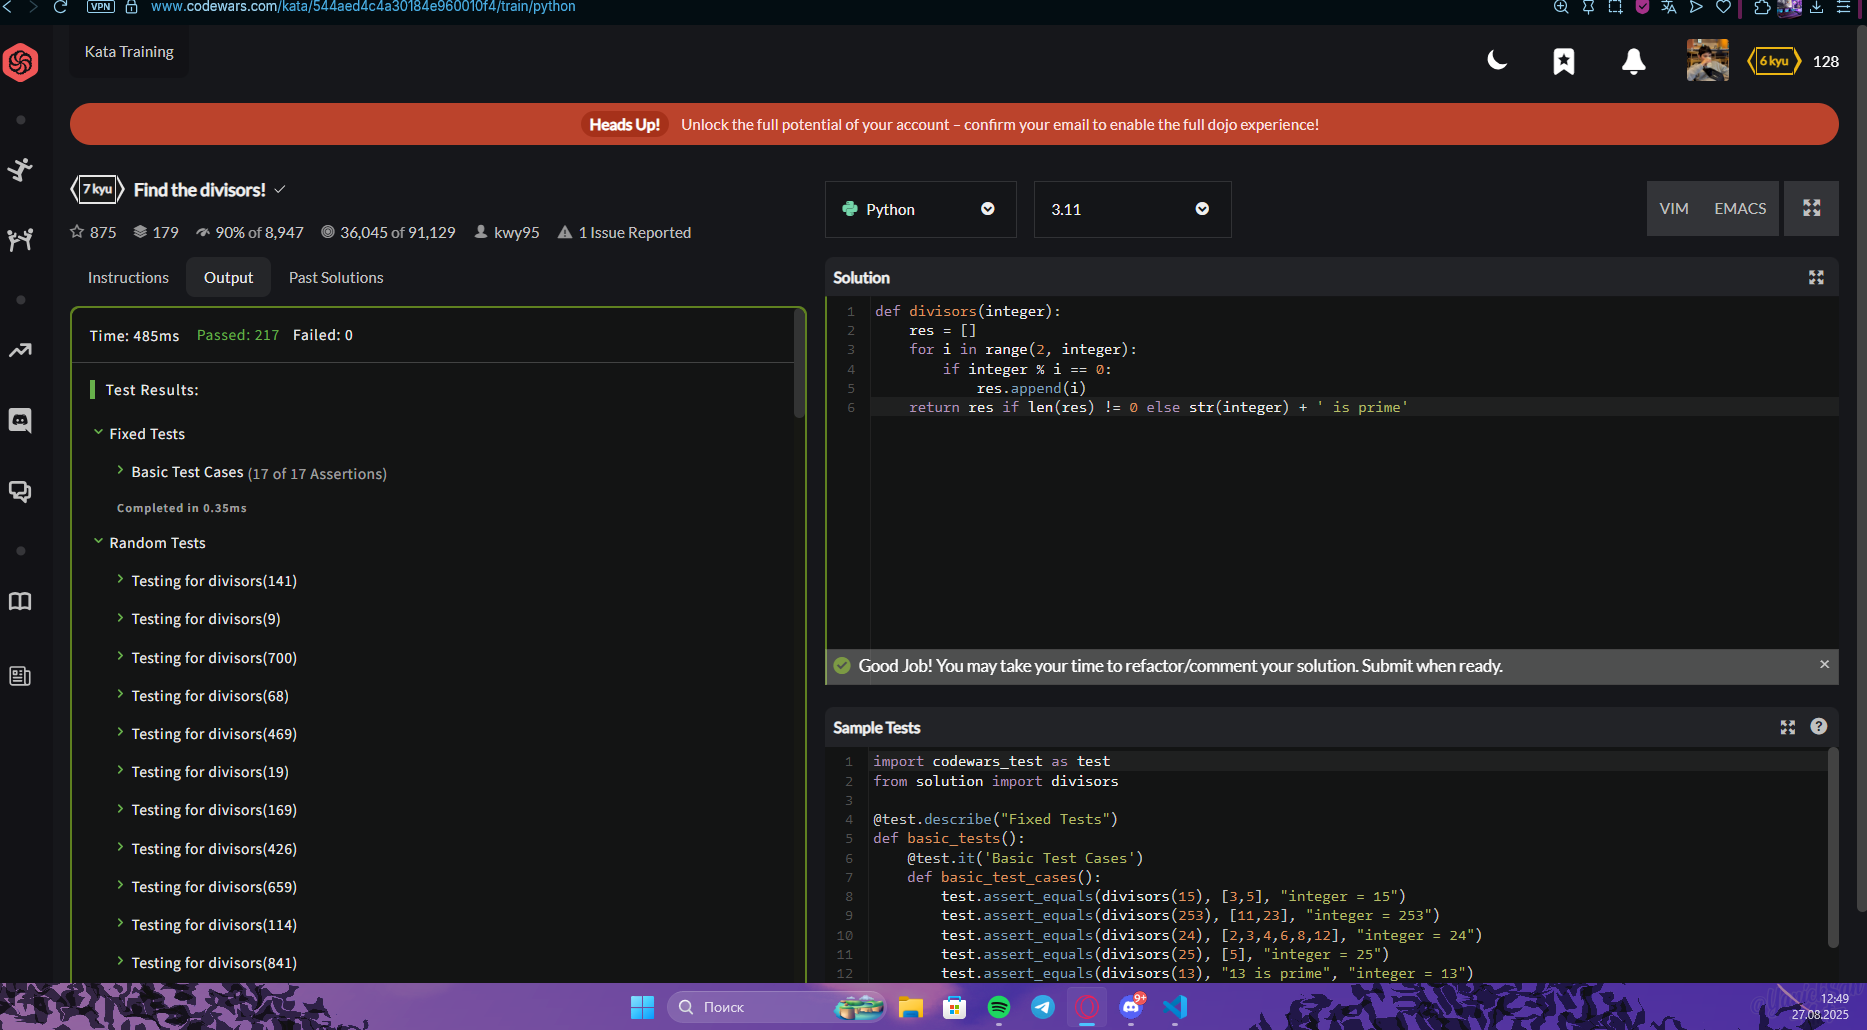 VPN
www.codewars.com/kata/544aed4c4a30184e960010f4/train/python
Kata Training
6 kyu
128
Heads Up!
Unlock the full potential of your account – confirm your email to enable the full dojo experience!
7 kyu
Find the divisors!
875
179
90% of 8,947
36,045 of 91,129
kwy95
1 Issue Reported
Python
3.11
VIM
EMACS
Instructions
Output
Past Solutions
Time: 485ms
Passed: 217
Failed: 0
Test Results:
Fixed Tests
Basic Test Cases (17 of 17 Assertions)
Completed in 0.35ms
Random Tests
Testing for divisors(141)
Testing for divisors(9)
Testing for divisors(700)
Testing for divisors(68)
Testing for divisors(469)
Testing for divisors(19)
Testing for divisors(169)
Testing for divisors(426)
Testing for divisors(659)
Testing for divisors(114)
Testing for divisors(841)
Solution
1 def divisors(integer):
2     res = []
3     for i in range(2, integer):
4         if integer % i == 0:
5             res.append(i)
6     return res if len(res) != 0 else str(integer) + ' is prime'
Good Job! You may take your time to refactor/comment your solution. Submit when ready.
Sample Tests
1 import codewars_test as test
2 from solution import divisors
3
4 @test.describe("Fixed Tests")
5 def basic_tests():
6     @test.it('Basic Test Cases')
7     def basic_test_cases():
8         test.assert_equals(divisors(15), [3,5], "integer = 15")
9         test.assert_equals(divisors(253), [11,23], "integer = 253")
10         test.assert_equals(divisors(24), [2,3,4,6,8,12], "integer = 24")
11         test.assert_equals(divisors(25), [5], "integer = 25")
12         test.assert_equals(divisors(13), "13 is prime", "integer = 13")
Поиск
9+
12:49
27.08.2025